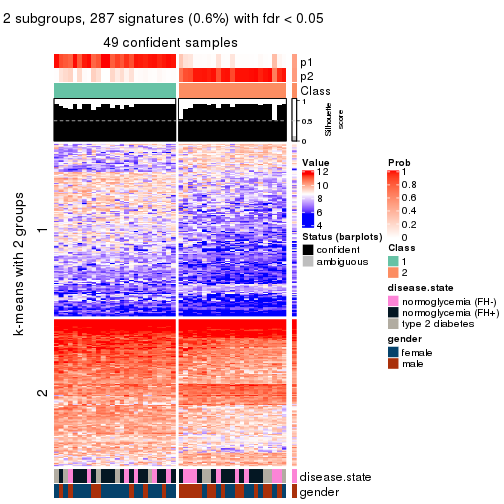 2 subgroups, 287 signatures (0.6%) with fdr < 0.05
49 confident samples
p1
p2
Class
1
0.5
0
Silhouette
score
k-means with 2 groups
1
2
disease.state
gender
Value
12
10
8
6
4
Status (barplots)
confident
ambiguous
Prob
1
0.8
0.6
0.4
0.2
0
Class
1
2
disease.state
normoglycemia (FH-)
normoglycemia (FH+)
type 2 diabetes
gender
female
male